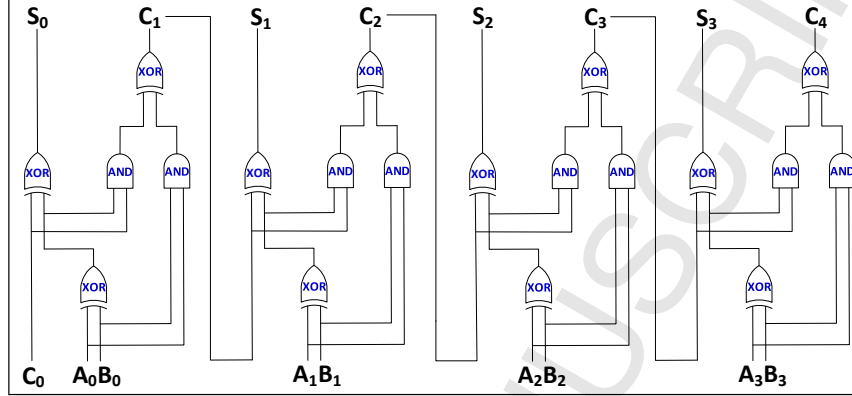 S₀ C₁ S₁ C₂ S₂ C₃ S₃ C₄
XOR XOR XOR XOR
XOR AND AND XOR AND AND XOR AND AND XOR AND AND
XOR XOR XOR XOR
C₀ A₀B₀ A₁B₁ A₂B₂ A₃B₃